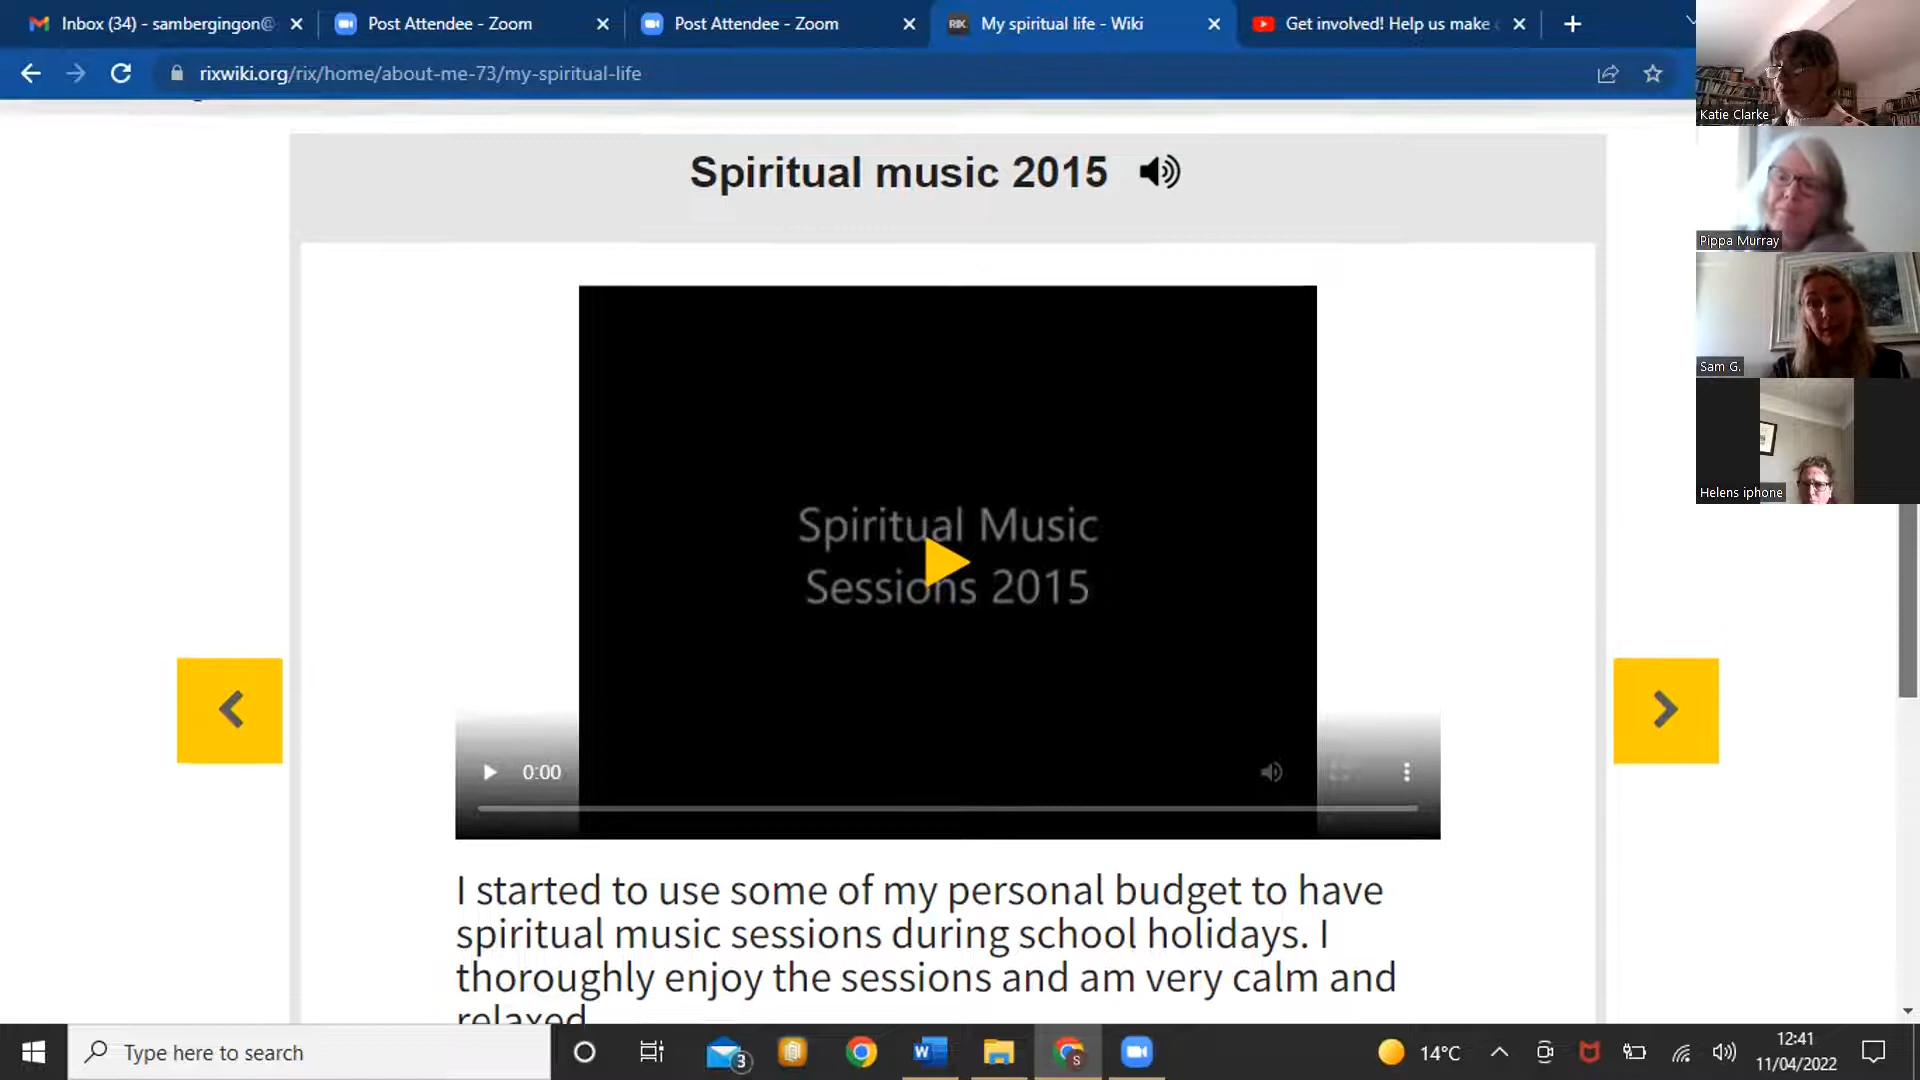 Inbox (34) - sambergingon@
Post Attendee - Zoom
Post Attendee - Zoom
RIX
My spiritual life - Wiki
Get involved! Help us make
rixwiki.org/rix/home/about-me-73/my-spiritual-life
Katie Clarke
Pippa Murray
Sam G.
Helens iphone
Spiritual music 2015
Spiritual Music
Sessions 2015
0:00
I started to use some of my personal budget to have
spiritual music sessions during school holidays. I
thoroughly enjoy the sessions and am very calm and
relaxed
Type here to search
3
W
S
14°C
12:41
11/04/2022